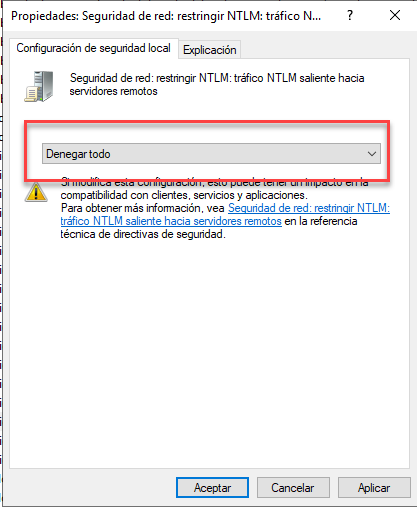 Propiedades: Seguridad de red: restringir NTLM: tráfico N...
Configuración de seguridad local
Explicación
Seguridad de red: restringir NTLM: tráfico NTLM saliente hacia
servidores remotos
Denegar todo
Si modifica esta configuración, esto puede tener un impacto en la
compatibilidad con clientes, servicios y aplicaciones.
Para obtener más información, vea Seguridad de red: restringir NTLM:
tráfico NTLM saliente hacia servidores remotos en la referencia
técnica de directivas de seguridad.
Aceptar
Cancelar
Aplicar